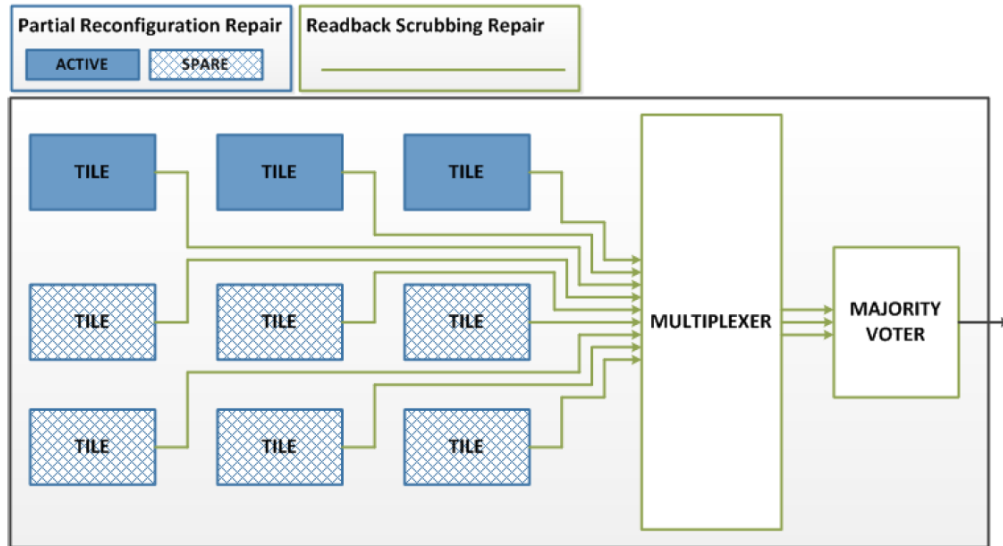 Partial Reconfiguration Repair
ACTIVE
SPARE
Readback Scrubbing Repair
TILE
TILE
TILE
TILE
TILE
TILE
TILE
TILE
TILE
MULTIPLEXER
MAJORITY
VOTER